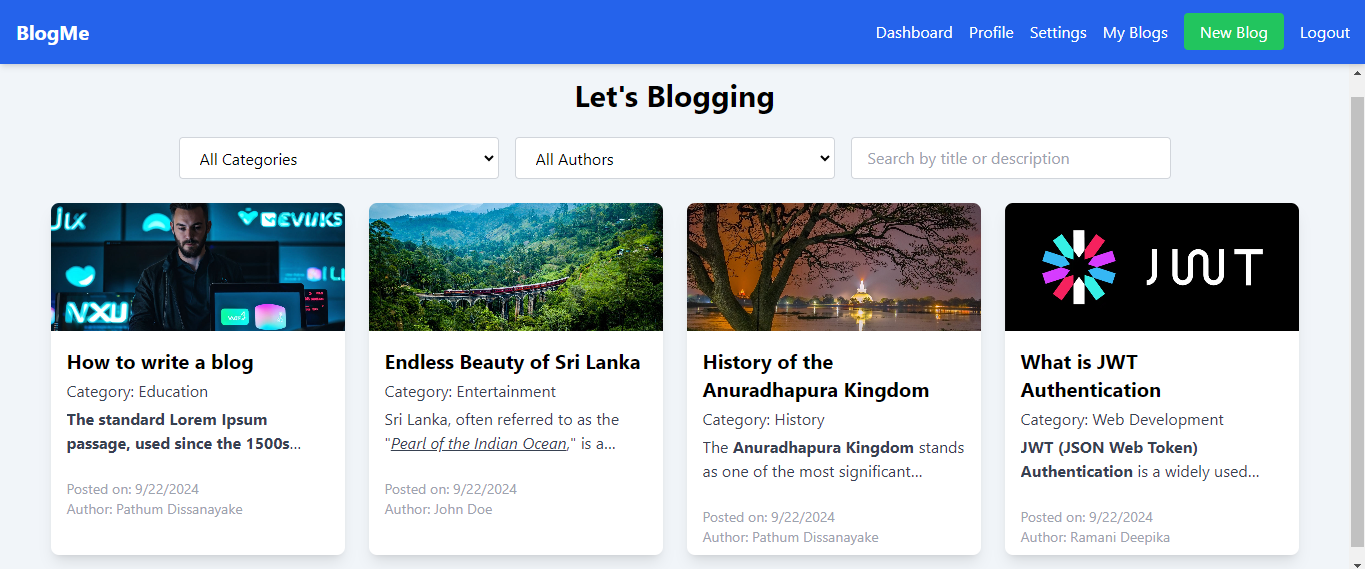 BlogMe
Dashboard Profile Settings My Blogs New Blog Logout
Let's Blogging
All Categories
All Authors
Search by title or description
NXU
JWT
How to write a blog
Category: Education
The standard Lorem Ipsum
passage, used since the 1500s...
Posted on: 9/22/2024
Author: Pathum Dissanayake
Endless Beauty of Sri Lanka
Category: Entertainment
Sri Lanka, often referred to as the
"Pearl of the Indian Ocean," is a...
Posted on: 9/22/2024
Author: John Doe
History of the
Anuradhapura Kingdom
Category: History
The Anuradhapura Kingdom stands
as one of the most significant...
Posted on: 9/22/2024
Author: Pathum Dissanayake
What is JWT
Authentication
Category: Web Development
JWT (JSON Web Token)
Authentication is a widely used...
Posted on: 9/22/2024
Author: Ramani Deepika